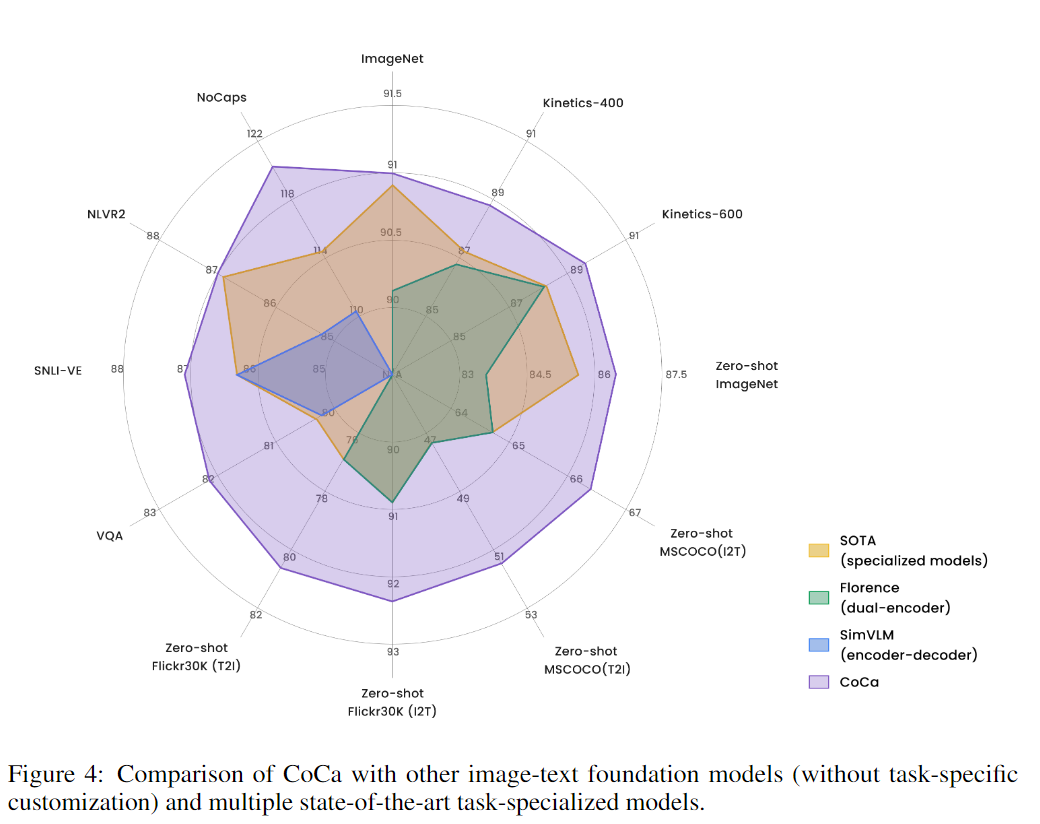 ImageNet
91.5
NoCaps
Kinetics-400
122
91
91
118
89
NLVR2
Kinetics-600
88
90.5
91
114
87
87
89
86
90
87
110
85
85
85
SNLI-VE
88
87
86
85
N/A
83
84.5
86
87.5
Zero-shot
ImageNet
80
64
76
47
81
90
65
82
78
49
66
91
VQA
83
67
Zero-shot
MSCOCO(I2T)
80
51
92
82
53
Zero-shot
Flickr30K (T2I)
93
Zero-shot
MSCOCO(T2I)
Zero-shot
Flickr30K (I2T)
SOTA
(specialized models)
Florence
(dual-encoder)
SimVLM
(encoder-decoder)
CoCa
Figure 4: Comparison of CoCa with other image-text foundation models (without task-specific
customization) and multiple state-of-the-art task-specialized models.